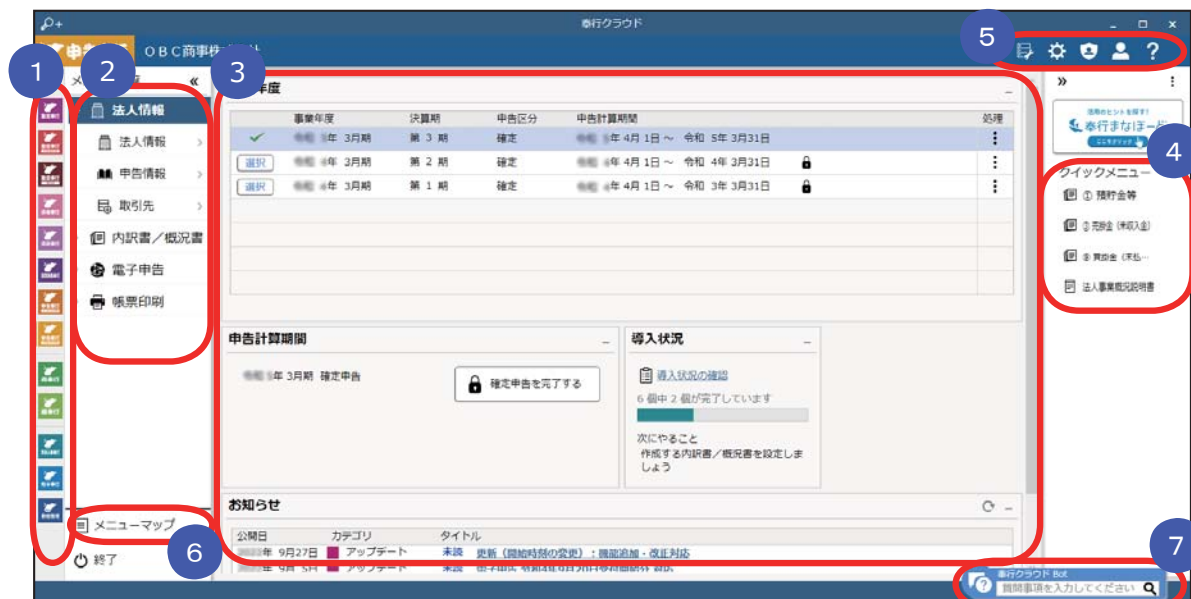 奉行クラウド
ＯＢＣ商事株
5
1
2
3
年度
法人情報
法人情報
申告情報
取引先
内訳書／概況書
電子申告
帳票印刷
メニューマップ
6
終了
事業年度 決算期 申告区分 申告計算期間 処理
年 3月期 第 3 期 確定 年 4月 1日 ～ 令和 5年 3月31日
選択 年 3月期 第 2 期 確定 年 4月 1日 ～ 令和 4年 3月31日
選択 年 3月期 第 1 期 確定 年 4月 1日 ～ 令和 3年 3月31日
申告計算期間
年 3月期 確定申告
確定申告を完了する
導入状況
導入状況の確認
6 個中 2 個が完了しています
次にやること
作成する内訳書／概況書を設定しま
しょう
お知らせ
公開日 カテゴリ タイトル
年 9月27日 アップデート 未読 更新（開始時刻の変更）：機能追加・改正対応
活用のヒントを探す!
奉行まなぼーど
ここをクリック
4
クイックメニュー
① 預貯金等
(未収入金)
⑨ 買掛金（未払…
法人事業概況説明書
7
奉行クラウド Bot
質問事項を入力してください